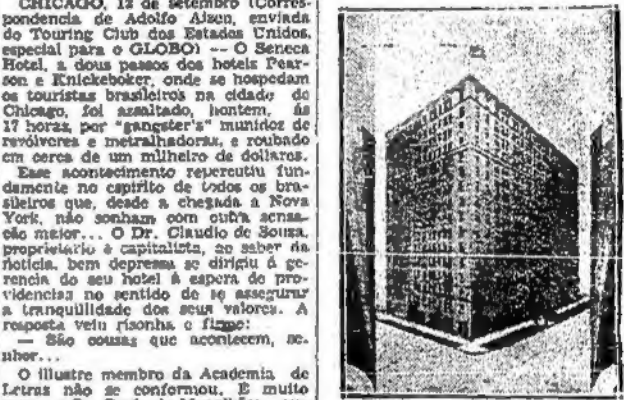 CHICAGO, 12 de setembro (Corres-
pondencia de Adolfo Aizen, enviada
do Touring Club dos Estados Unidos,
especial para o GLOBO) — O Seneca
Hotel, a dous passos dos hoteis Pear-
son e Knickeboker, onde se hospedam
os touristas brasileiros na cidade de
Chicago, foi assaltado, hontem, ás
17 horas, por "gangster's" munidos de
revólveres e metralhadoras, e roubado
em cerca de um milheiro de dollares.
Esse acontecimento repercutiu fun-
damente no espirito de todos os bra-
sileiros que, desde a chegada a Nova
York, não sonham com outra sensa-
ção maior... O Dr. Claudio de Souza,
proprietario e capitalista, ao saber da
noticia, bem depressa se dirigiu á ge-
rencia do seu hotel á espera de pro-
videncias no sentido de se assegurar
a tranquilidade dos seus valores. A
resposta veiu risonha e firme:
— São cousas que acontecem, se-
nhor...
O illustre membro da Academia de
Letras não se conformou. E muito